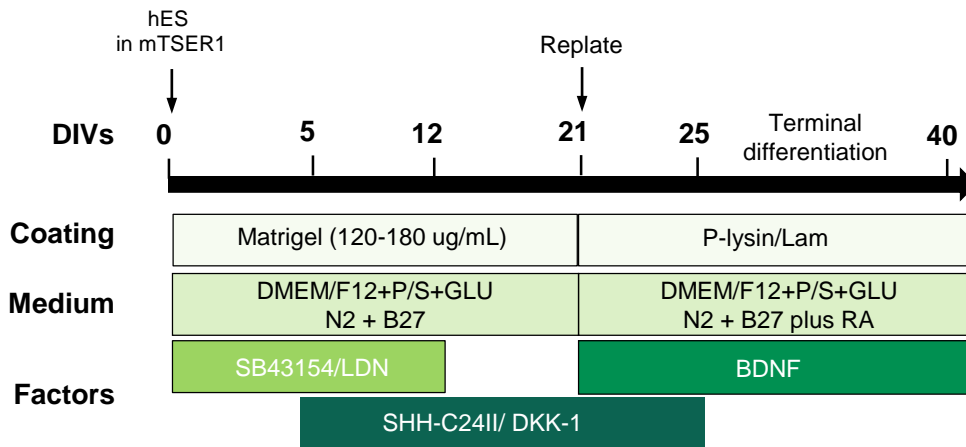 hES
in mTSER1
Replate
DIVs 0 5 12 21 25 Terminal differentiation 40
Coating Matrigel (120-180 ug/mL) P-lysin/Lam
Medium DMEM/F12+P/S+GLU N2 + B27 DMEM/F12+P/S+GLU N2 + B27 plus RA
Factors SB43154/LDN BDNF
SHH-C24II/ DKK-1